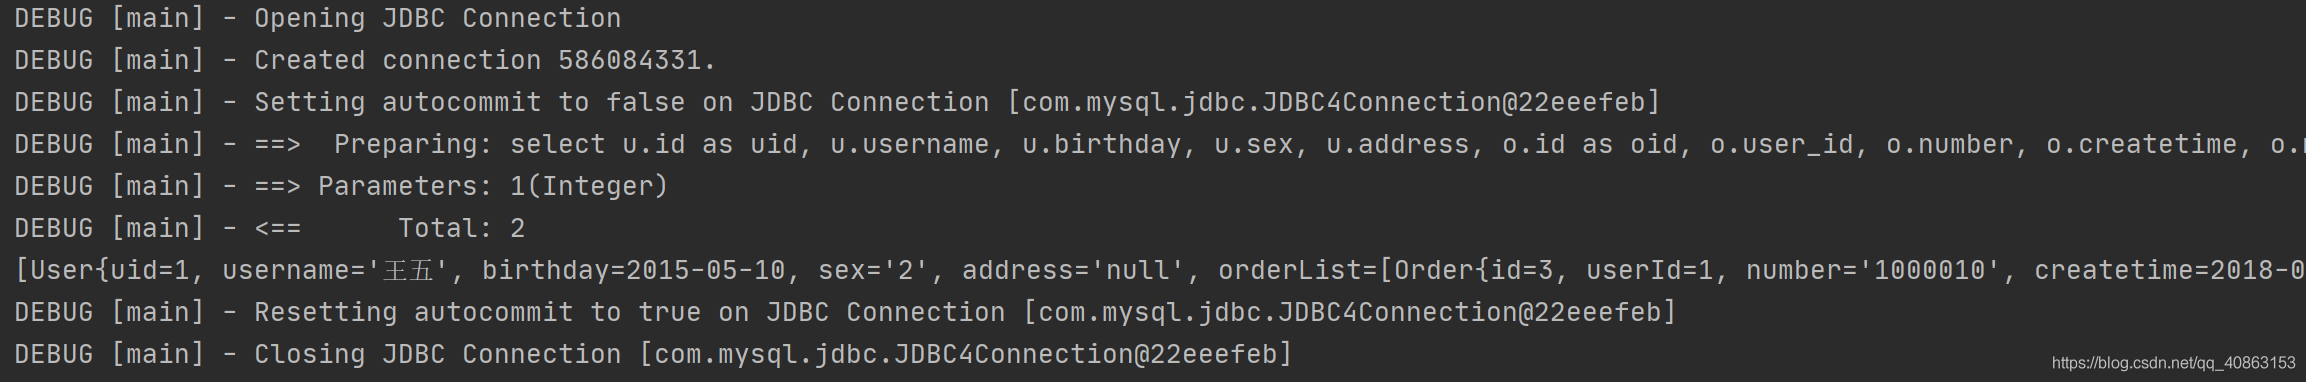 DEBUG [main] - Opening JDBC Connection
DEBUG [main] - Created connection 586084331.
DEBUG [main] - Setting autocommit to false on JDBC Connection [com.mysql.jdbc.JDBC4Connection@22eeefeb]
DEBUG [main] - ==>  Preparing: select u.id as uid, u.username, u.birthday, u.sex, u.address, o.id as oid, o.user_id, o.number, o.createtime, o.
DEBUG [main] - ==> Parameters: 1(Integer)
DEBUG [main] - <==      Total: 2
[User{uid=1, username='王五', birthday=2015-05-10, sex='2', address='null', orderList=[Order{id=3, userId=1, number='1000010', createtime=2018-0
DEBUG [main] - Resetting autocommit to true on JDBC Connection [com.mysql.jdbc.JDBC4Connection@22eeefeb]
DEBUG [main] - Closing JDBC Connection [com.mysql.jdbc.JDBC4Connection@22eeefeb]
https://blog.csdn.net/qq_40863153